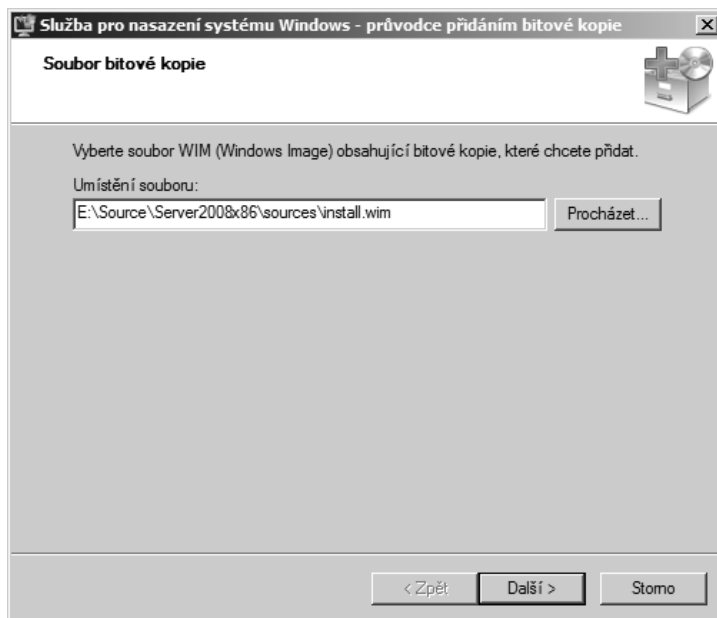 Služba pro nasazení systému Windows - průvodce přidáním bitové kopie
Soubor bitové kopie
Vyberte soubor WIM (Windows Image) obsahující bitové kopie, které chcete přidat.
Umístění souboru:
E:\Source\Server2008x86\sources\install.wim
Procházet...
< Zpět
Další >
Storno